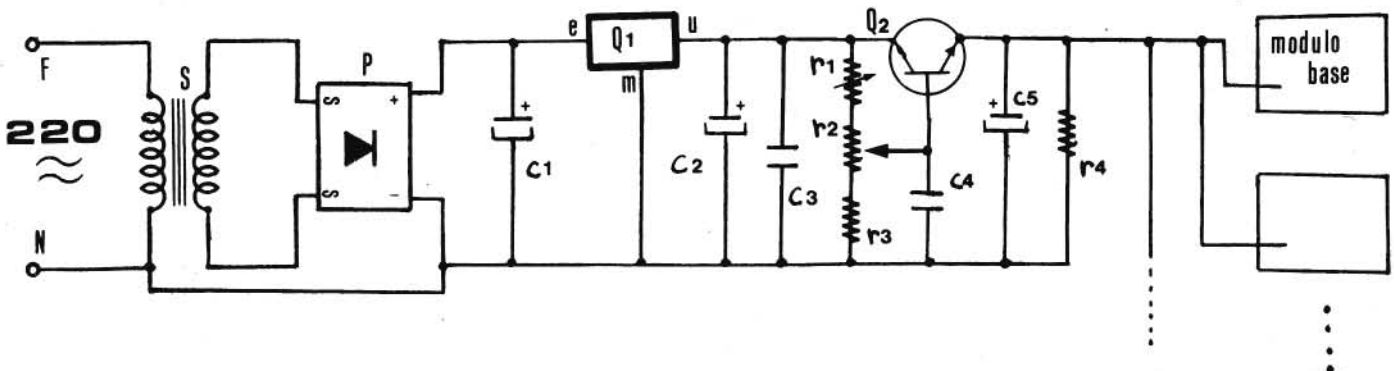 F
220
N
S
P
S
S
+
-
+
C1
e
Q1
u
m
+
C2
C3
r1
r2
r3
Q2
C4
+
C5
r4
modulo
base